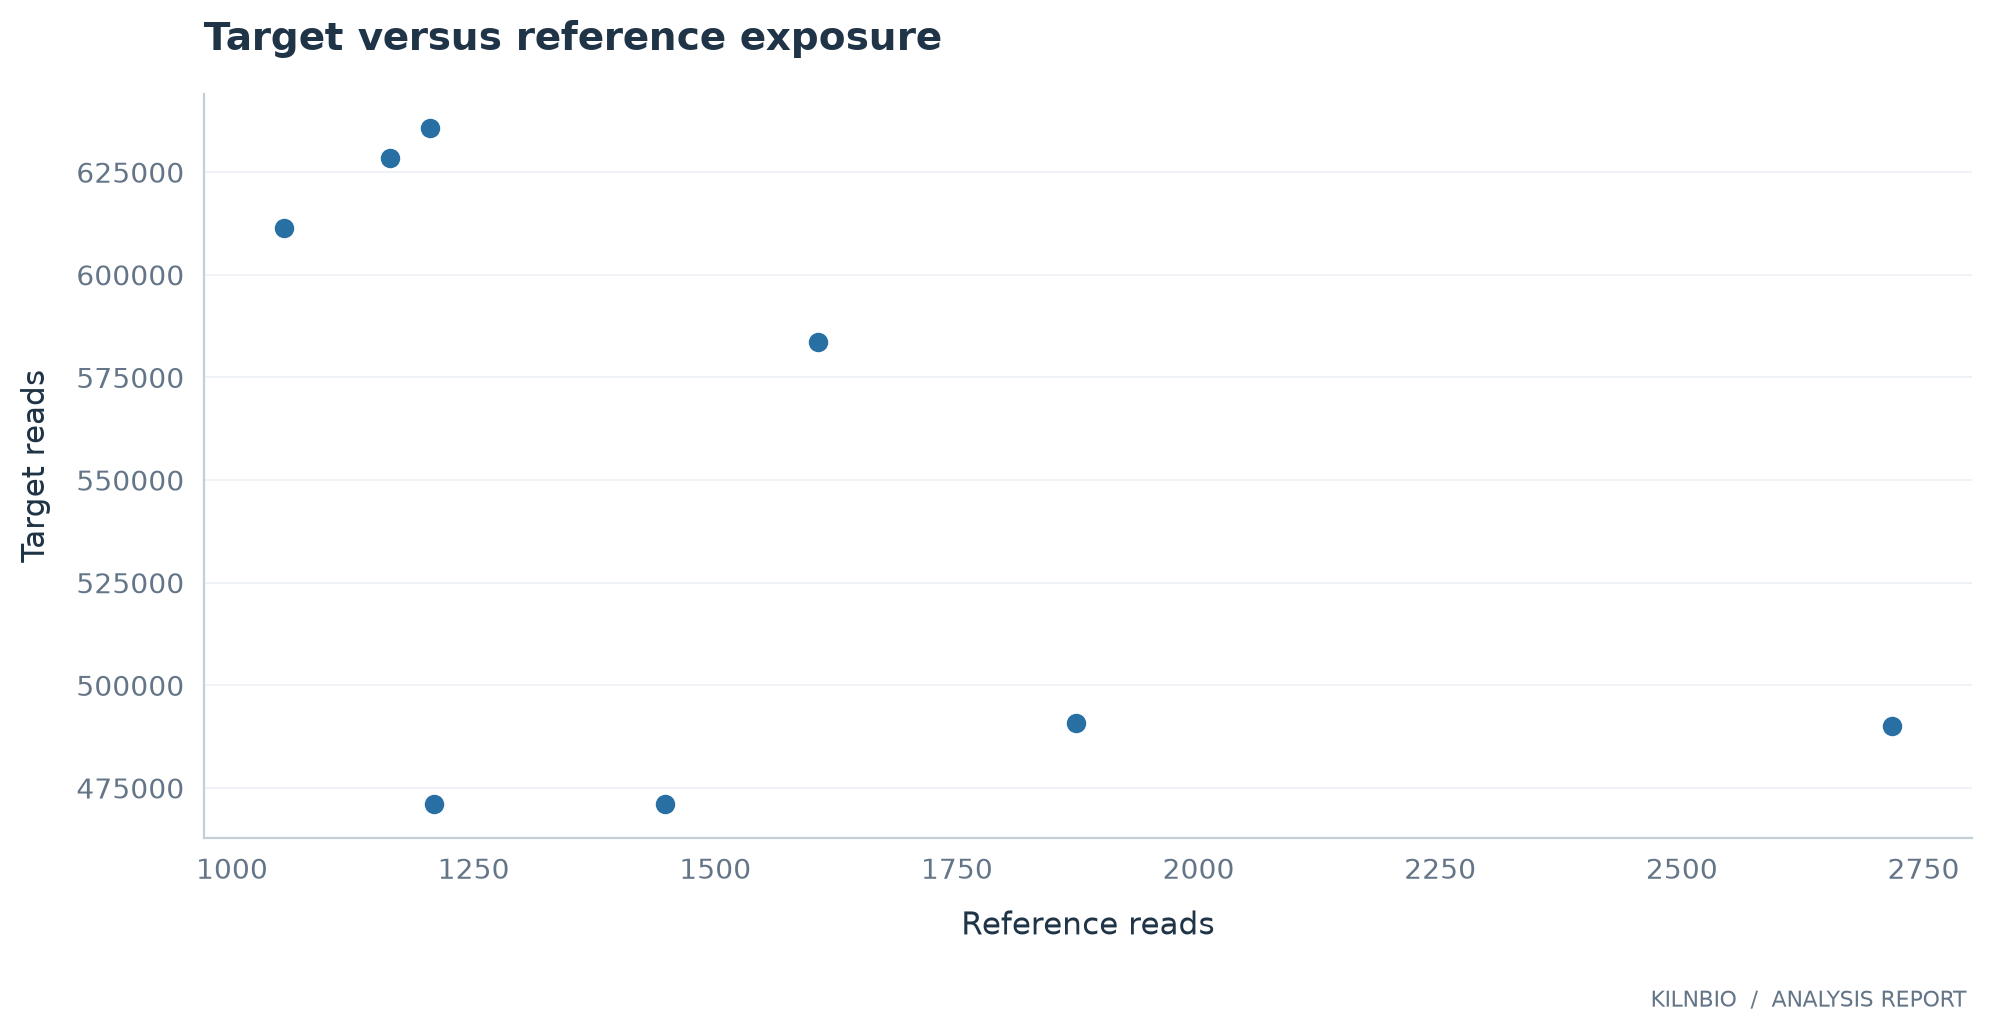 Target versus reference exposure
Target reads
625000
600000
575000
550000
525000
500000
475000
1000 1250 1500 1750 2000 2250 2500 2750
Reference reads
KILNBIO / ANALYSIS REPORT